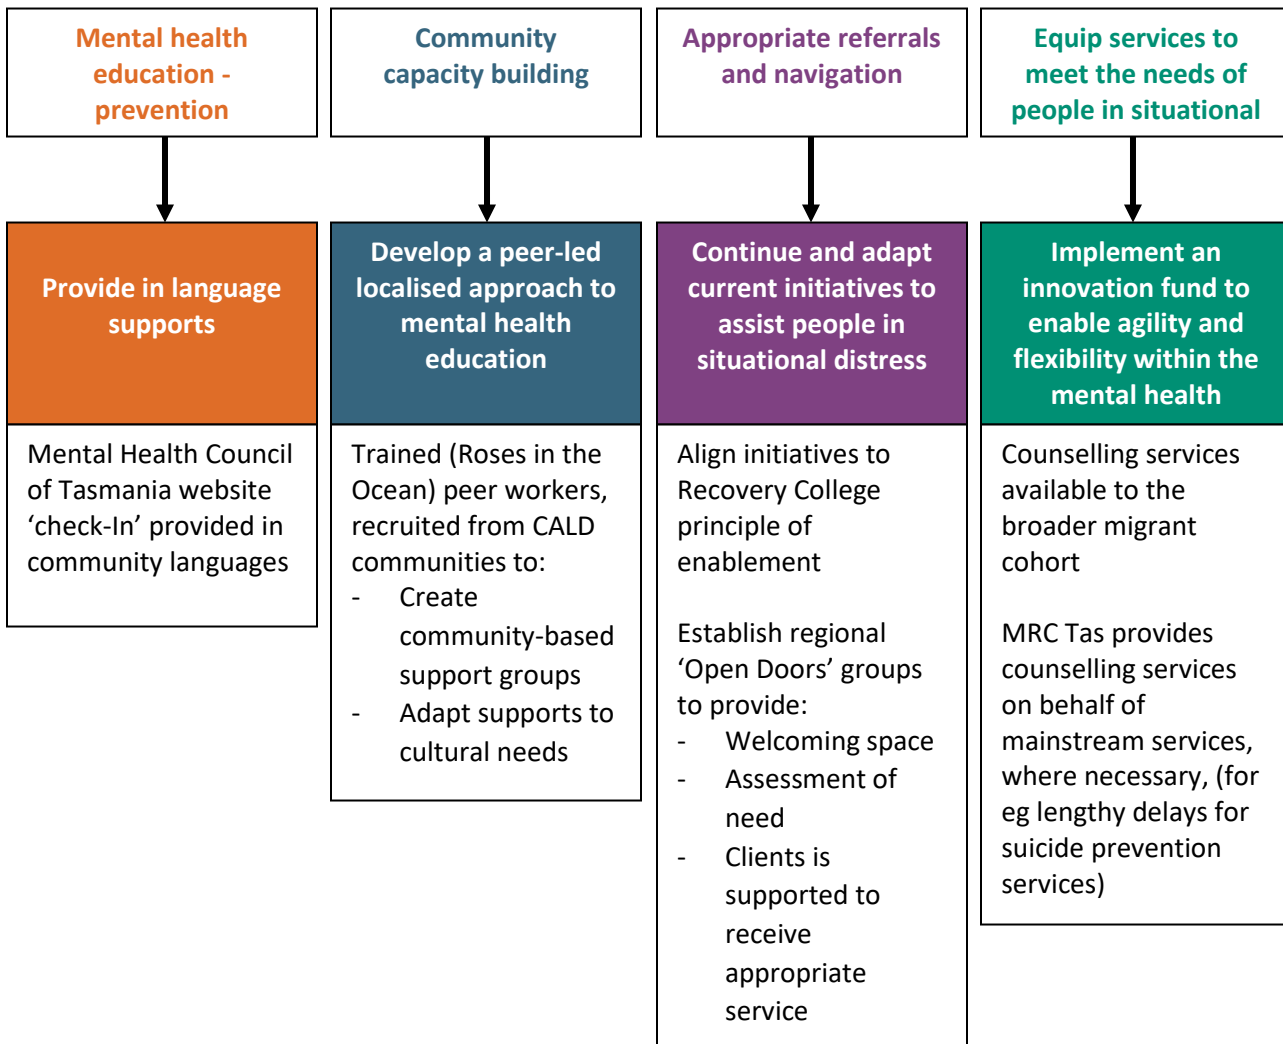 Mental health
education -
prevention
Community
capacity building
Appropriate referrals
and navigation
Equip services to
meet the needs of
people in situational
Provide in language
supports
Develop a peer-led
localised approach to
mental health
education
Continue and adapt
current initiatives to
assist people in
situational distress
Implement an
innovation fund to
enable agility and
flexibility within the
mental health
Mental Health Council
of Tasmania website
‘check-In’ provided in
community languages
Trained (Roses in the
Ocean) peer workers,
recruited from CALD
communities to:
- Create
community-based
support groups
- Adapt supports to
cultural needs
Align initiatives to
Recovery College
principle of
enablement
Establish regional
‘Open Doors’ groups
to provide:
- Welcoming space
- Assessment of
need
- Clients is
supported to
receive
appropriate
service
Counselling services
available to the
broader migrant
cohort
MRC Tas provides
counselling services
on behalf of
mainstream services,
where necessary, (for
eg lengthy delays for
suicide prevention
services)